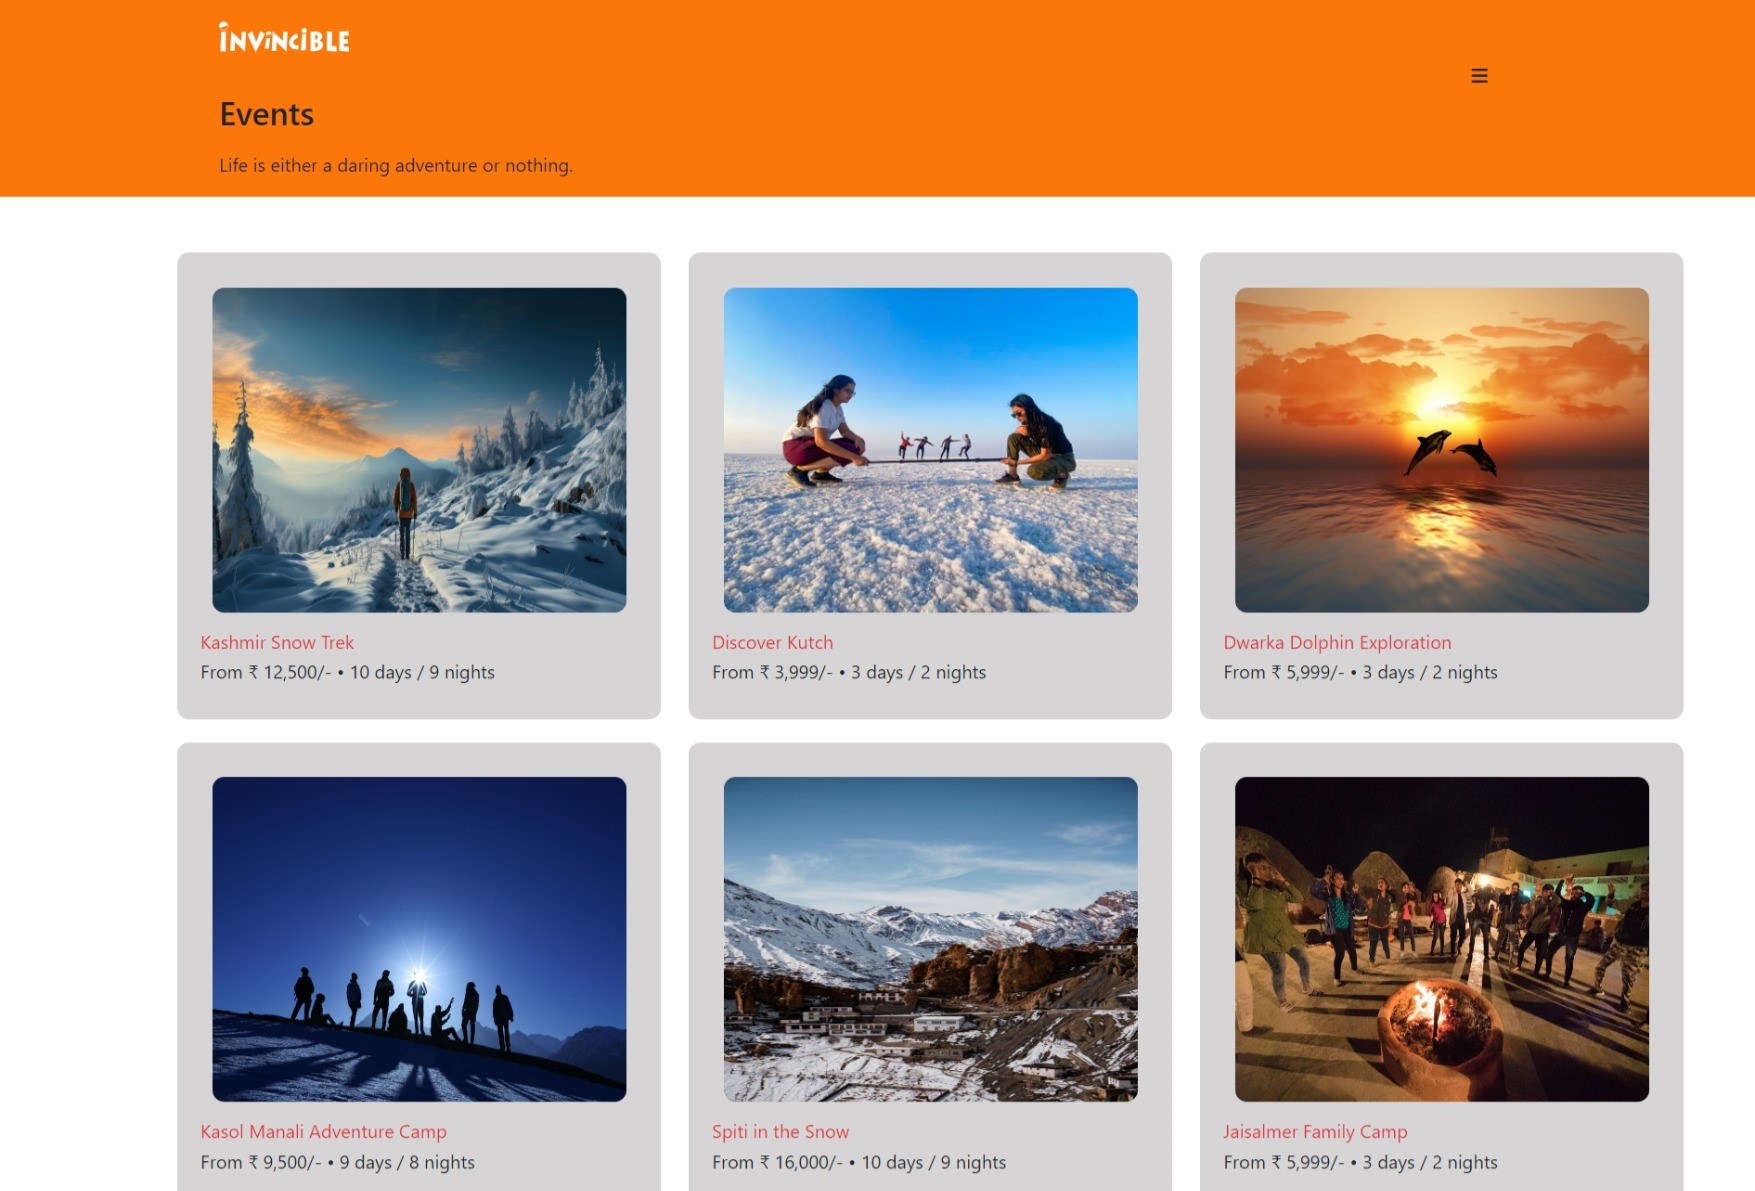 INVINCIBLE
Events
Life is either a daring adventure or nothing.
Kashmir Snow Trek
From ₹ 12,500/- • 10 days / 9 nights
Discover Kutch
From ₹ 3,999/- • 3 days / 2 nights
Dwarka Dolphin Exploration
From ₹ 5,999/- • 3 days / 2 nights
Kasol Manali Adventure Camp
From ₹ 9,500/- • 9 days / 8 nights
Spiti in the Snow
From ₹ 16,000/- • 10 days / 9 nights
Jaisalmer Family Camp
From ₹ 5,999/- • 3 days / 2 nights